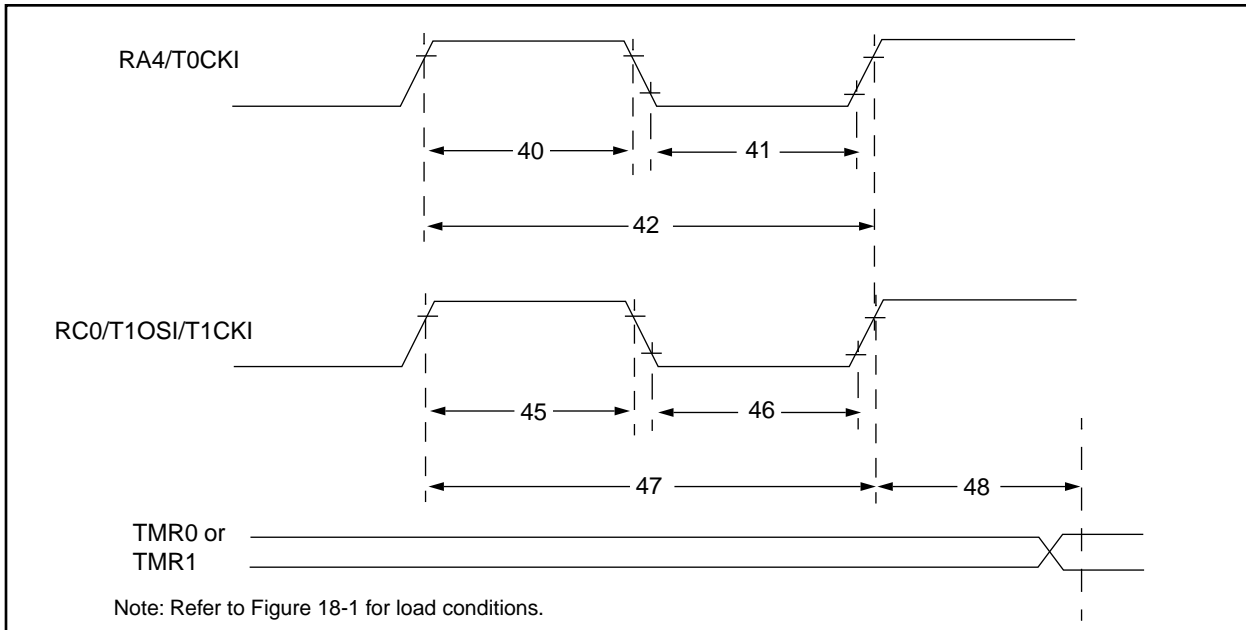 RA4/T0CKI
40
41
42
RC0/T1OSI/T1CKI
45
46
47
48
TMR0 or
TMR1
Note: Refer to Figure 18-1 for load conditions.